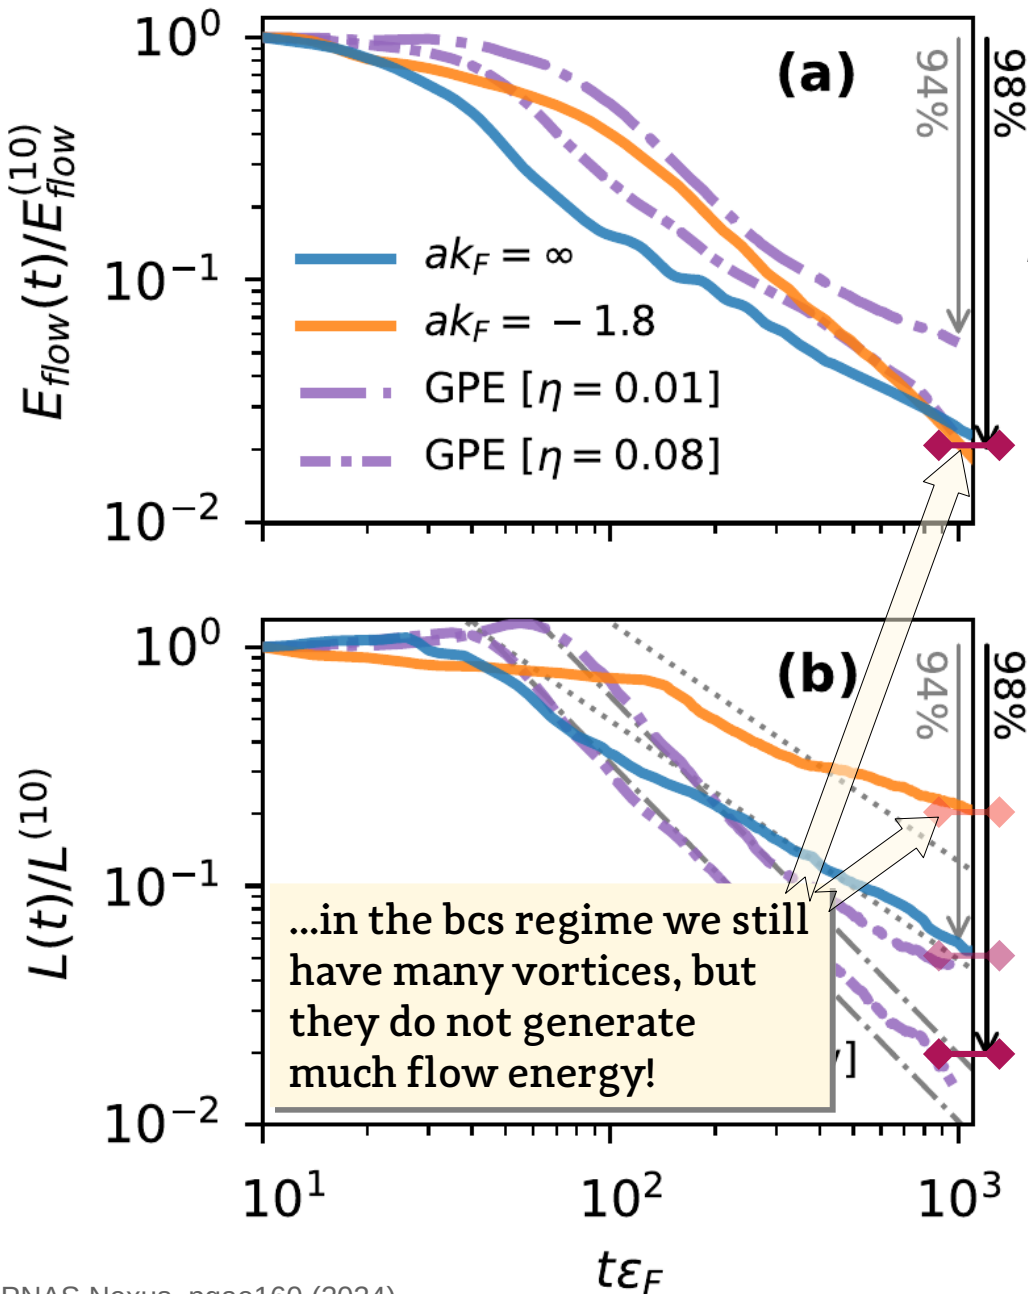 10⁰
(a)
94%
98%
E_flow(t)/E_flow^(10)
ak_F = ∞
10⁻¹
ak_F = −1.8
GPE [η = 0.01]
GPE [η = 0.08]
10⁻²
10⁰
(b)
94%
98%
L(t)/L^(10)
10⁻¹
...in the bcs regime we still
have many vortices, but
they do not generate
much flow energy!
]
10⁻²
10¹ 10² 10³
tε_F
(2024)